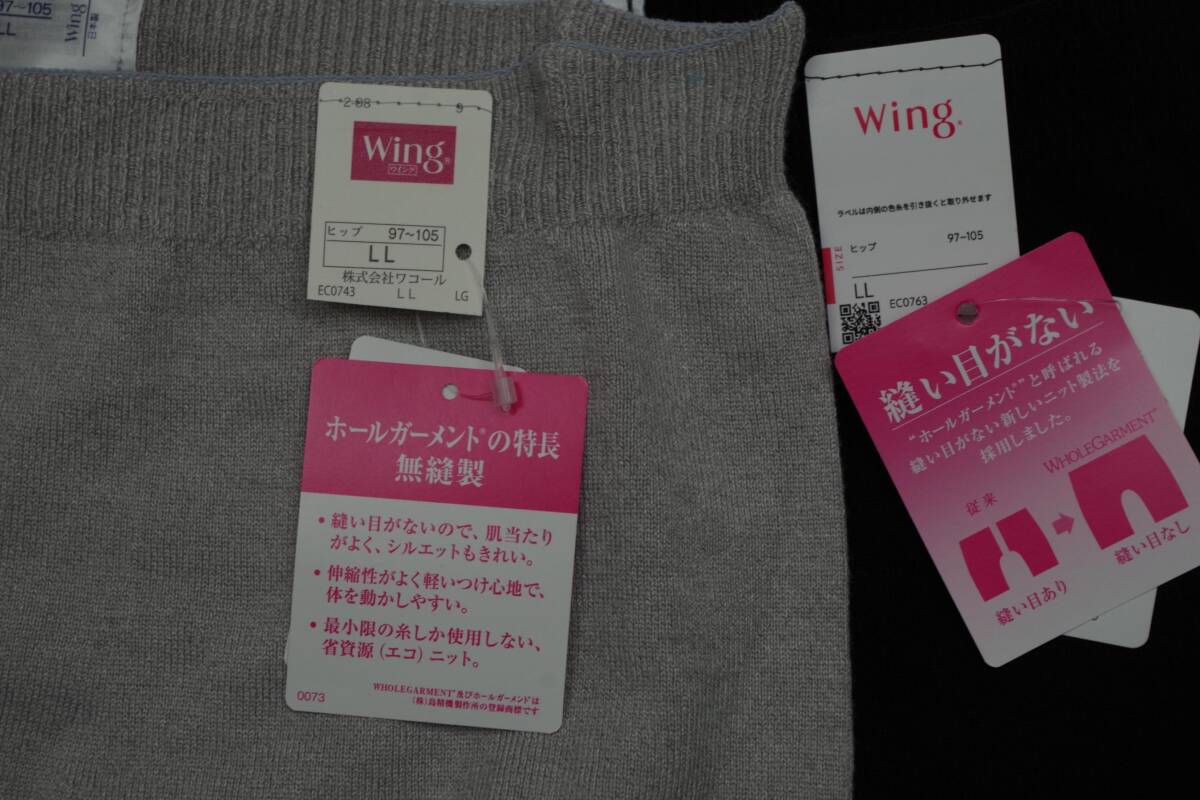 97~105
LL
Wing
2-98 9
Wing®
ウイング
ヒップ 97~105
LL
株式会社ワコール
EC0743 LL LG
ホールガーメント®の特長
無縫製
• 縫い目がないので、肌当たり
がよく、シルエットもきれい。
• 伸縮性がよく軽いつけ心地で、
体を動かしやすい。
• 最小限の糸しか使用しない、
省資源(エコ)ニット。
0073
WHOLEGARMENT®及びホールガーメント®は
(株)島精機製作所の登録商標です
Wing®
ラベルは内側の色糸を引き抜くと取り外せます
SIZE
ヒップ 97-105
LL
EC0763
縫い目がない
“ホールガーメント®”と呼ばれる
縫い目がない新しいニット製法を
採用しました。
WHOLEGARMENT®
従来
縫い目あり
縫い目なし